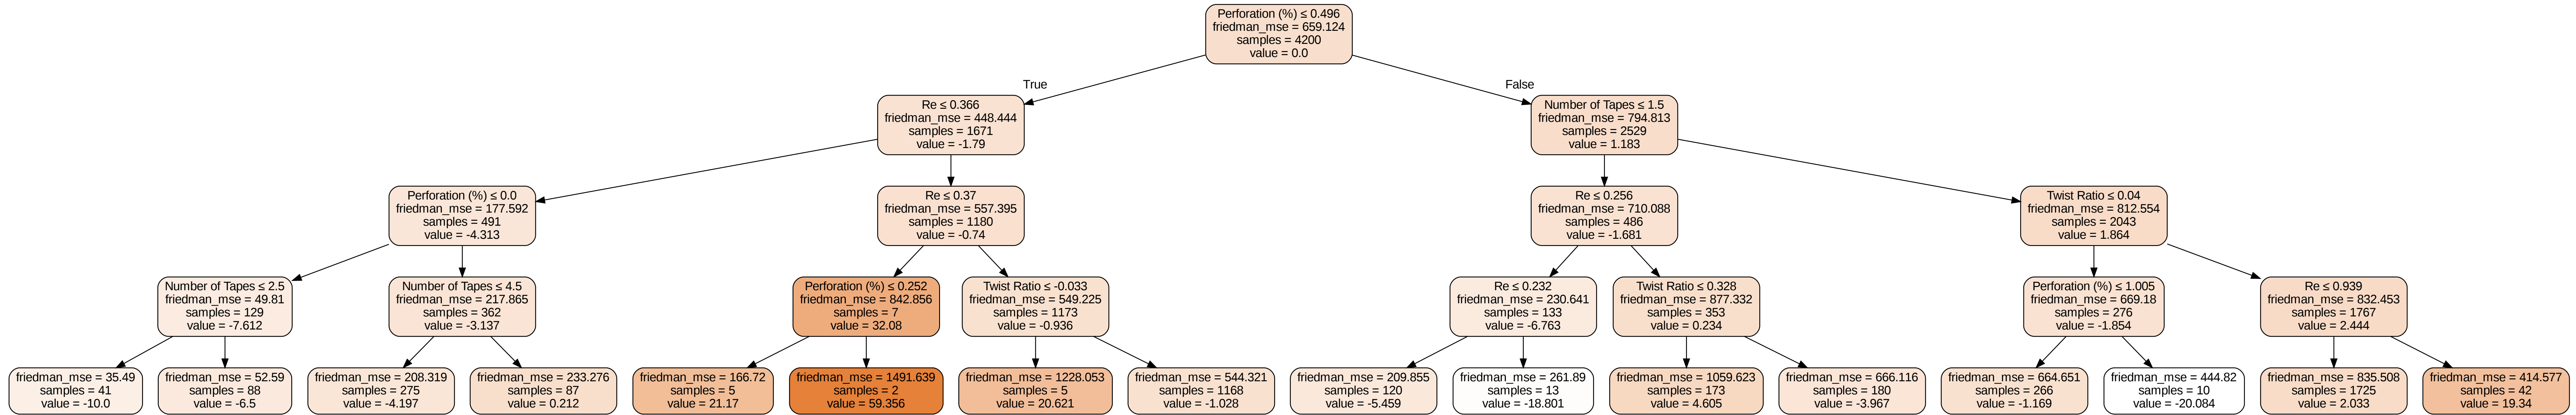 Perforation (%) ≤ 0.496
friedman_mse = 659.124
samples = 4200
value = 0.0
True
False
Re ≤ 0.366
friedman_mse = 448.444
samples = 1671
value = -1.79
Number of Tapes ≤ 1.5
friedman_mse = 794.813
samples = 2529
value = 1.183
Perforation (%) ≤ 0.0
friedman_mse = 177.592
samples = 491
value = -4.313
Re ≤ 0.37
friedman_mse = 557.395
samples = 1180
value = -0.74
Re ≤ 0.256
friedman_mse = 710.088
samples = 486
value = -1.681
Twist Ratio ≤ 0.04
friedman_mse = 812.554
samples = 2043
value = 1.864
Number of Tapes ≤ 2.5
friedman_mse = 49.81
samples = 129
value = -7.612
Number of Tapes ≤ 4.5
friedman_mse = 217.865
samples = 362
value = -3.137
Perforation (%) ≤ 0.252
friedman_mse = 842.856
samples = 7
value = 32.08
Twist Ratio ≤ -0.033
friedman_mse = 549.225
samples = 1173
value = -0.936
Re ≤ 0.232
friedman_mse = 230.641
samples = 133
value = -6.763
Twist Ratio ≤ 0.328
friedman_mse = 877.332
samples = 353
value = 0.234
Perforation (%) ≤ 1.005
friedman_mse = 669.18
samples = 276
value = -1.854
Re ≤ 0.939
friedman_mse = 832.453
samples = 1767
value = 2.444
friedman_mse = 35.49
samples = 41
value = -10.0
friedman_mse = 52.59
samples = 88
value = -6.5
friedman_mse = 208.319
samples = 275
value = -4.197
friedman_mse = 233.276
samples = 87
value = 0.212
friedman_mse = 166.72
samples = 5
value = 21.17
friedman_mse = 1491.639
samples = 2
value = 59.356
friedman_mse = 1228.053
samples = 5
value = 20.621
friedman_mse = 544.321
samples = 1168
value = -1.028
friedman_mse = 209.855
samples = 120
value = -5.459
friedman_mse = 261.89
samples = 13
value = -18.801
friedman_mse = 1059.623
samples = 173
value = 4.605
friedman_mse = 666.116
samples = 180
value = -3.967
friedman_mse = 664.651
samples = 266
value = -1.169
friedman_mse = 444.82
samples = 10
value = -20.084
friedman_mse = 835.508
samples = 1725
value = 2.033
friedman_mse = 414.577
samples = 42
value = 19.34